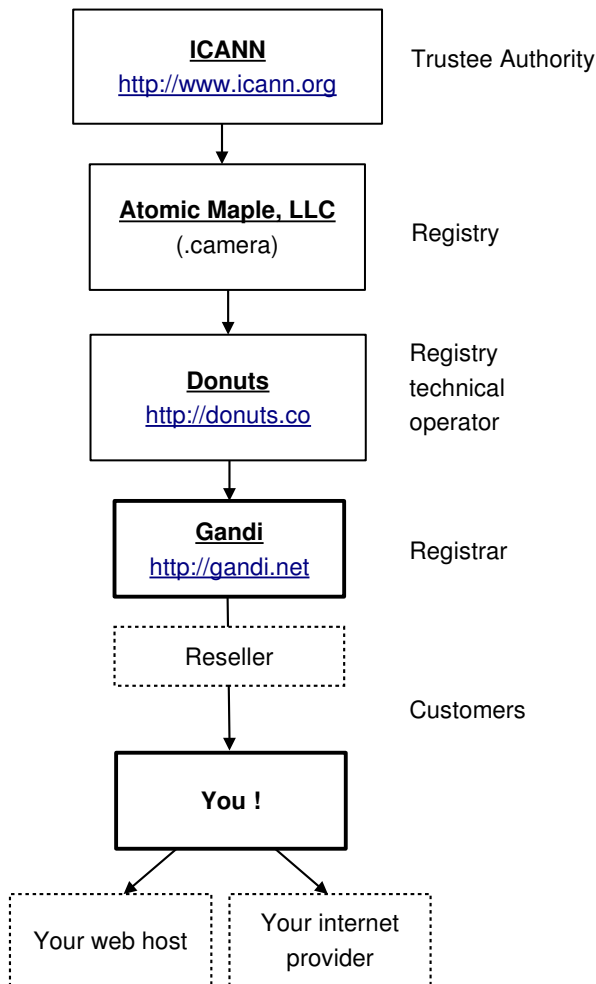 ICANN
http://www.icann.org
Trustee Authority
Atomic Maple, LLC
(.camera)
Registry
Donuts
http://donuts.co
Registry
technical
operator
Gandi
http://gandi.net
Registrar
Reseller
Customers
You !
Your web host
Your internet
provider